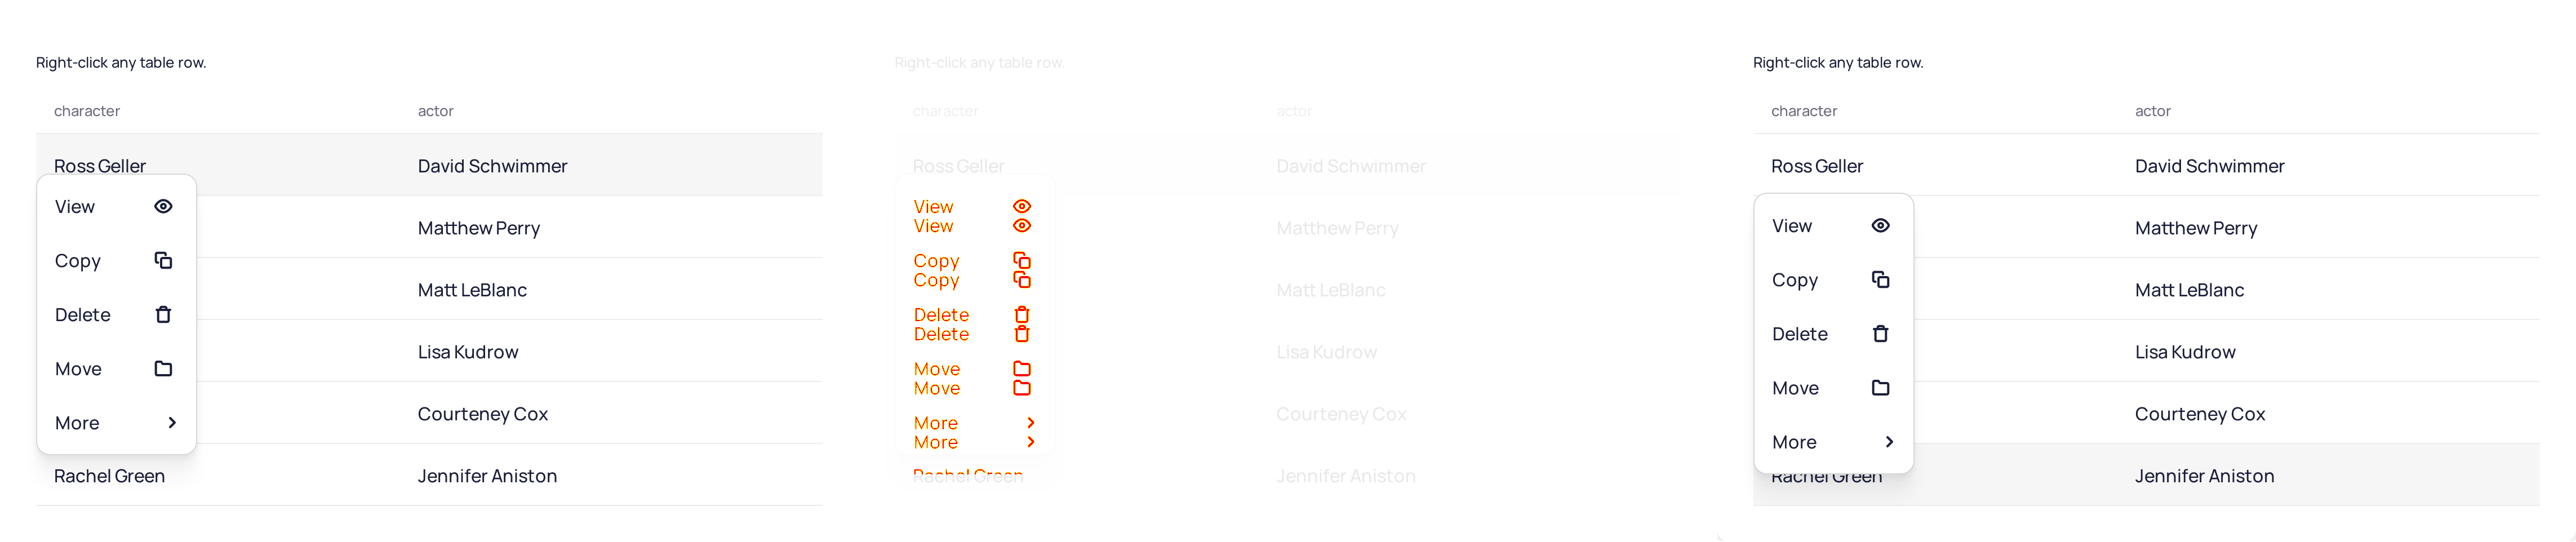 Right-click any table row.
character actor
Ross Geller David Schwimmer
View
Matthew Perry
Copy
Matt LeBlanc
Delete
Lisa Kudrow
Move
Courteney Cox
More
Rachel Green Jennifer Aniston
Right-click any table row.
character actor
Ross Geller David Schwimmer
View
View
Matthew Perry
Copy
Copy
Matt LeBlanc
Delete
Delete
Lisa Kudrow
Move
Move
Courteney Cox
More
More
Rachel Green Jennifer Aniston
Right-click any table row.
character actor
Ross Geller David Schwimmer
View
Matthew Perry
Copy
Matt LeBlanc
Delete
Lisa Kudrow
Move
Courteney Cox
More
Rachel Green Jennifer Aniston